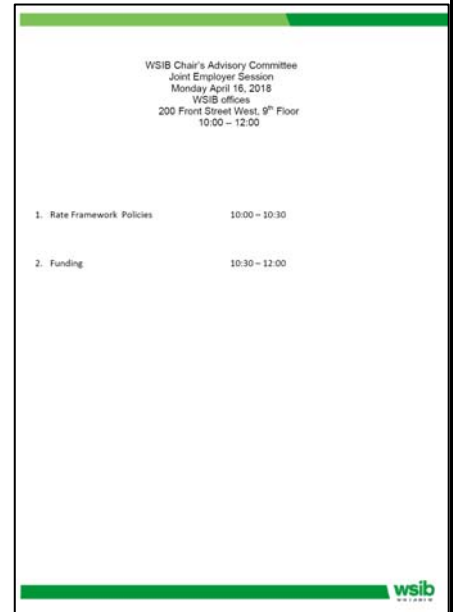 WSIB Chair's Advisory Committee
Joint Employer Session
Monday April 16, 2018
WSIB offices
200 Front Street West, 9th Floor
10:00 – 12:00
1. Rate Framework Policies 10:00 – 10:30
2. Funding 10:30 – 12:00
wsib
ONTARIO